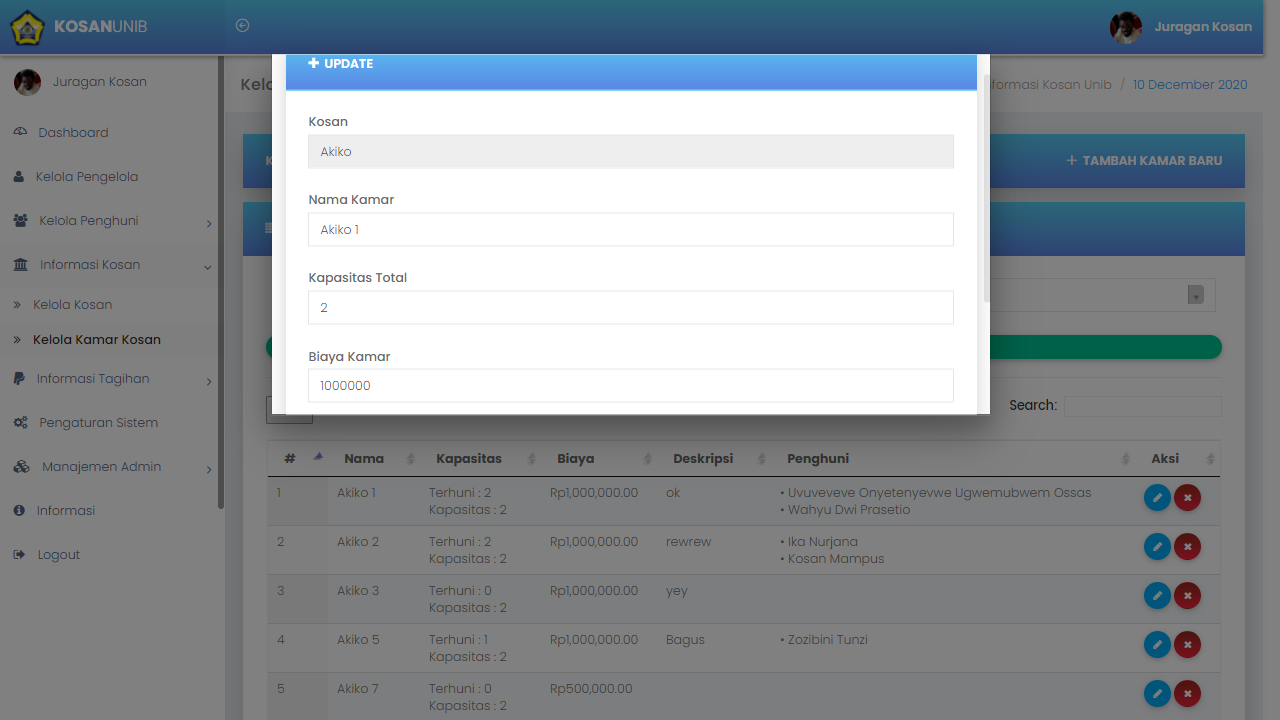 KOSANUNIB
Juragan Kosan
Juragan Kosan
Dashboard
Kelola Pengelola
Kelola Penghuni
Informasi Kosan
Kelola Kosan
Kelola Kamar Kosan
Informasi Tagihan
Pengaturan Sistem
Manajemen Admin
Informasi
Logout
Kelo
formasi Kosan Unib / 10 December 2020
+ TAMBAH KAMAR BARU
+ UPDATE
Kosan
Akiko
Nama Kamar
Akiko 1
Kapasitas Total
2
Biaya Kamar
1000000
Search:
# Nama Kapasitas Biaya Deskripsi Penghuni Aksi
1 Akiko 1 Terhuni : 2 Rp1,000,000.00 ok • Uvuveveve Onyetenyevwe Ugwemubwem Ossas
Kapasitas : 2 • Wahyu Dwi Prasetio
2 Akiko 2 Terhuni : 2 Rp1,000,000.00 rewrew • Ika Nurjana
Kapasitas : 2 • Kosan Mampus
3 Akiko 3 Terhuni : 0 Rp1,000,000.00 yey
Kapasitas : 2
4 Akiko 5 Terhuni : 1 Rp1,000,000.00 Bagus • Zozibini Tunzi
Kapasitas : 2
5 Akiko 7 Terhuni : 0 Rp500,000.00
Kapasitas : 2